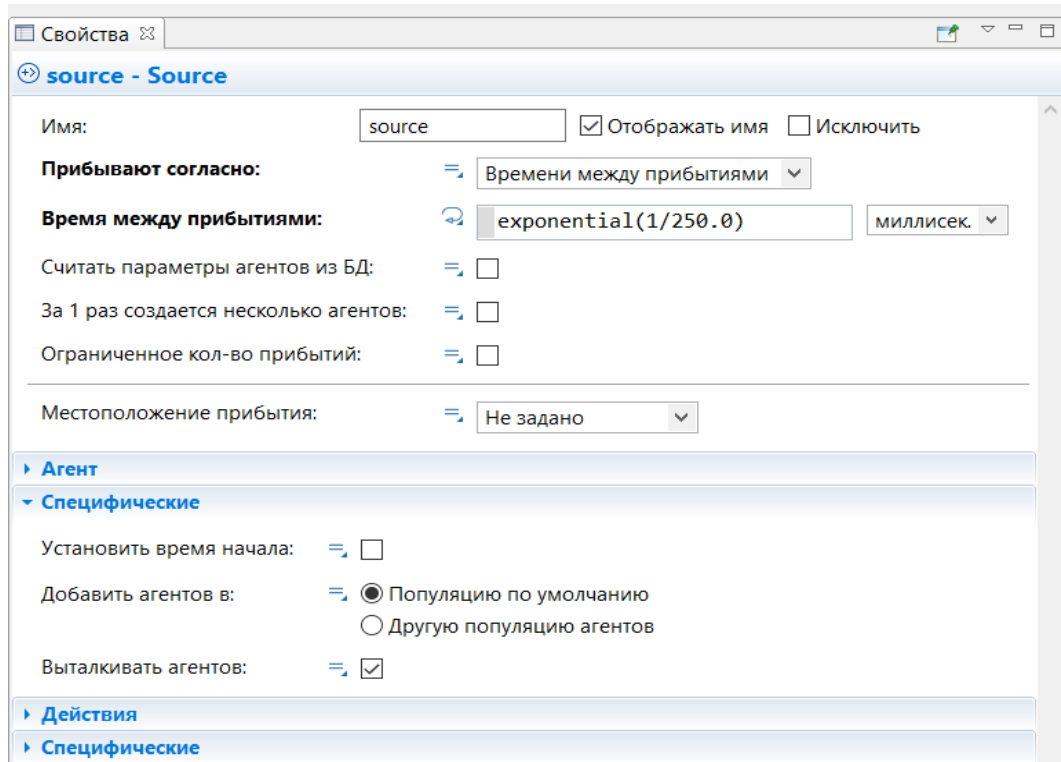 Свойства
source - Source
Имя: source Отображать имя Исключить
Прибывают согласно: Времени между прибытиями
Время между прибытиями: exponential(1/250.0) миллисек.
Считать параметры агентов из БД:
За 1 раз создается несколько агентов:
Ограниченное кол-во прибытий:
Местоположение прибытия: Не задано
Агент
Специфические
Установить время начала:
Добавить агентов в: Популяцию по умолчанию
Другую популяцию агентов
Выталкивать агентов:
Действия
Специфические